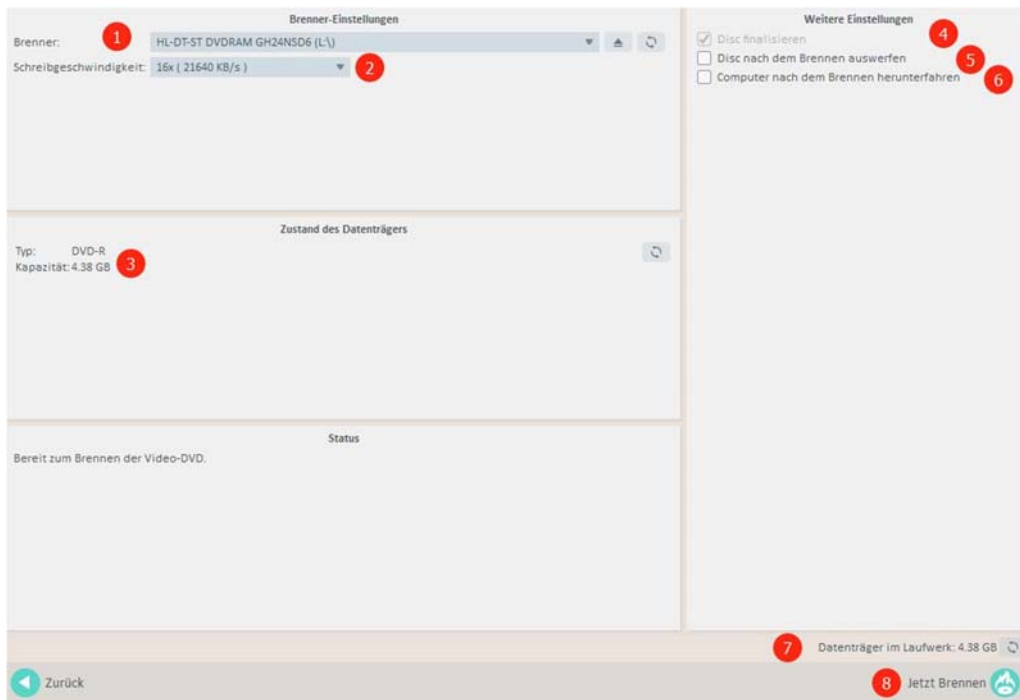 Brenner-Einstellungen
Brenner: 1 HL-DT-ST DVDRAM GH24NSD6 (L:\)
Schreibgeschwindigkeit: 16x ( 21640 KB/s ) 2
Zustand des Datenträgers
Typ: DVD-R
Kapazität: 4.38 GB 3
Status
Bereit zum Brennen der Video-DVD.
Weitere Einstellungen
Disc finalisieren 4
Disc nach dem Brennen auswerfen 5
Computer nach dem Brennen herunterfahren 6
7 Datenträger im Laufwerk: 4.38 GB
Zurück
8 Jetzt Brennen